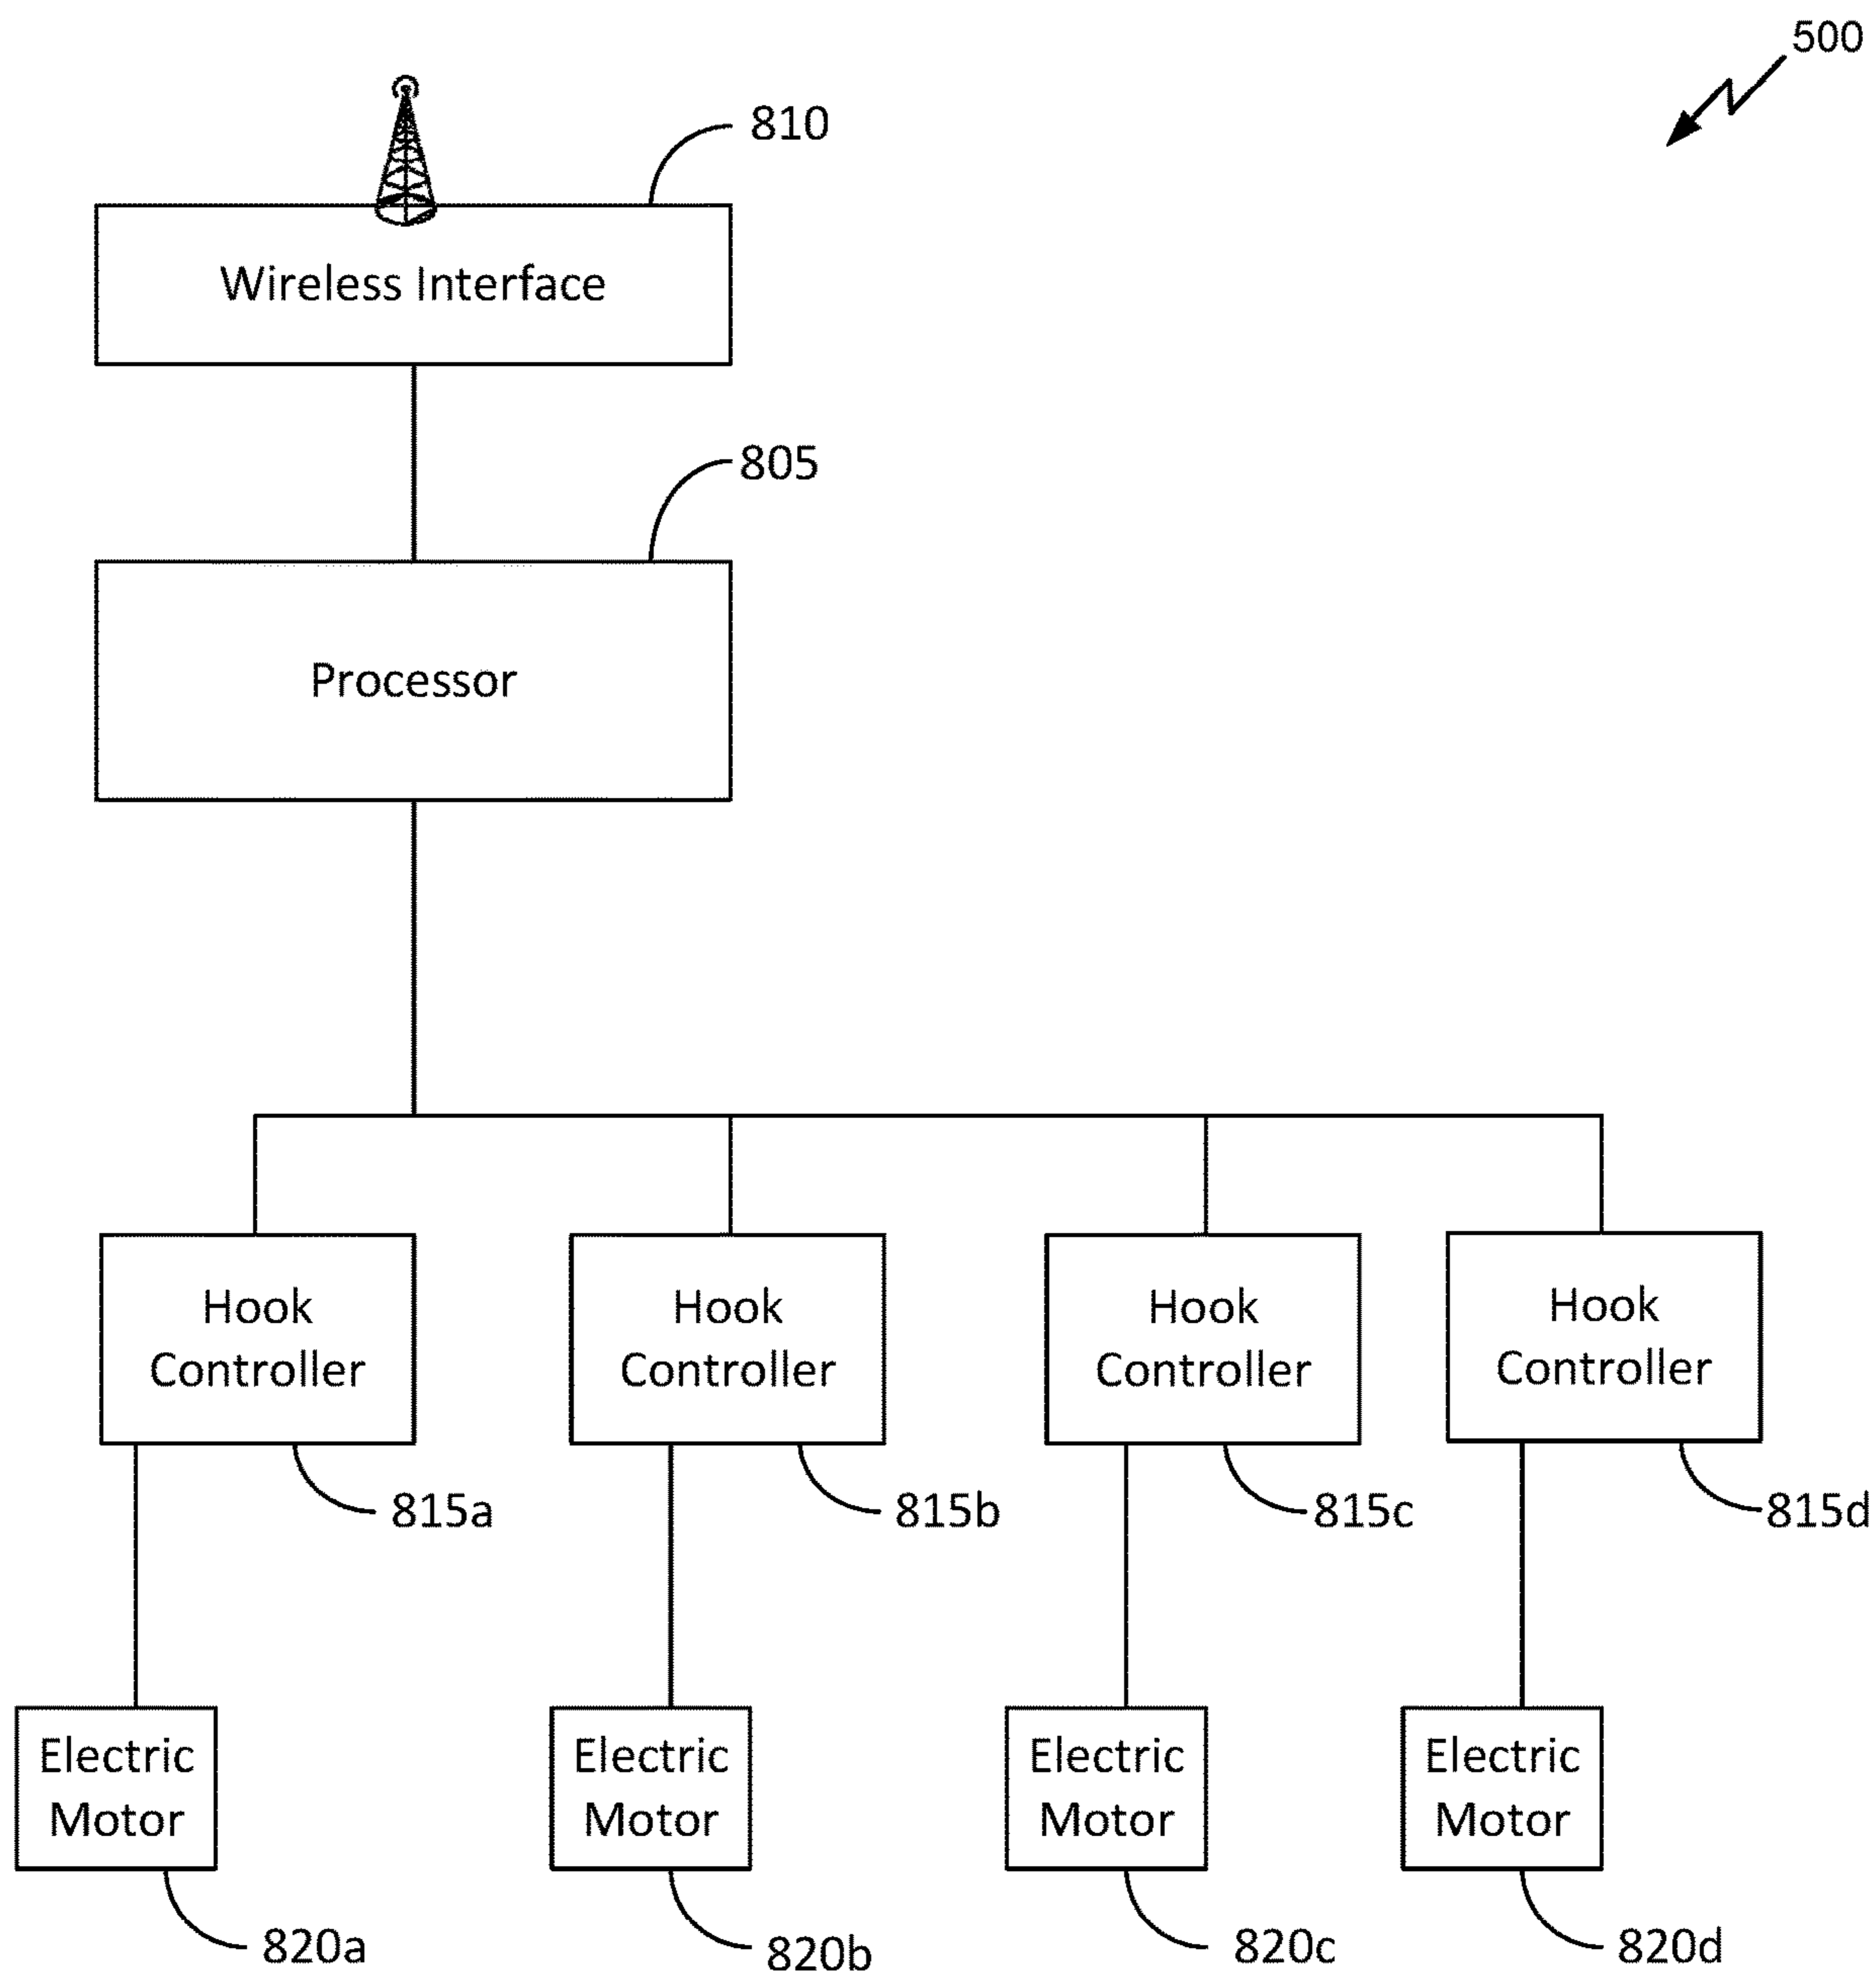 500
810
Wireless Interface
805
Processor
Hook
Controller
Hook
Controller
Hook
Controller
Hook
Controller
815a
815b
815c
815d
Electric
Motor
Electric
Motor
Electric
Motor
Electric
Motor
820a
820b
820c
820d